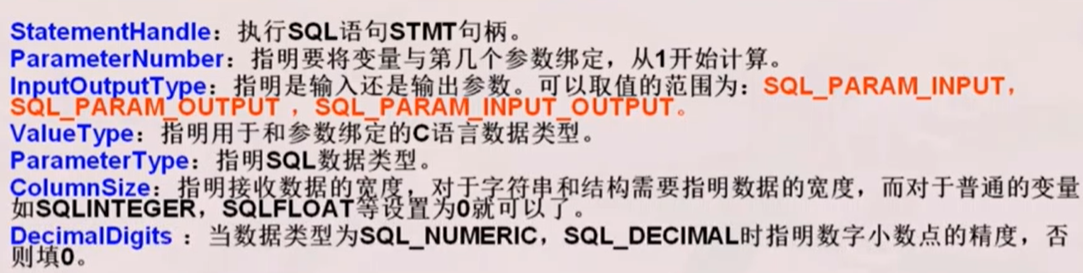 StatementHandle：执行SQL语句STMT句柄。
ParameterNumber：指明要将变量与第几个参数绑定，从1开始计算。
InputOutputType：指明是输入还是输出参数。可以取值的范围为：SQL_PARAM_INPUT，
SQL_PARAM_OUTPUT ，SQL_PARAM_INPUT_OUTPUT。
ValueType：指明用于和参数绑定的C语言数据类型。
ParameterType：指明SQL数据类型。
ColumnSize：指明接收数据的宽度，对于字符串和结构需要指明数据的宽度，而对于普通的变量
如SQLINTEGER，SQLFLOAT等设置为0就可以了。
DecimalDigits ：当数据类型为SQL_NUMERIC，SQL_DECIMAL时指明数字小数点的精度，否
则填0。